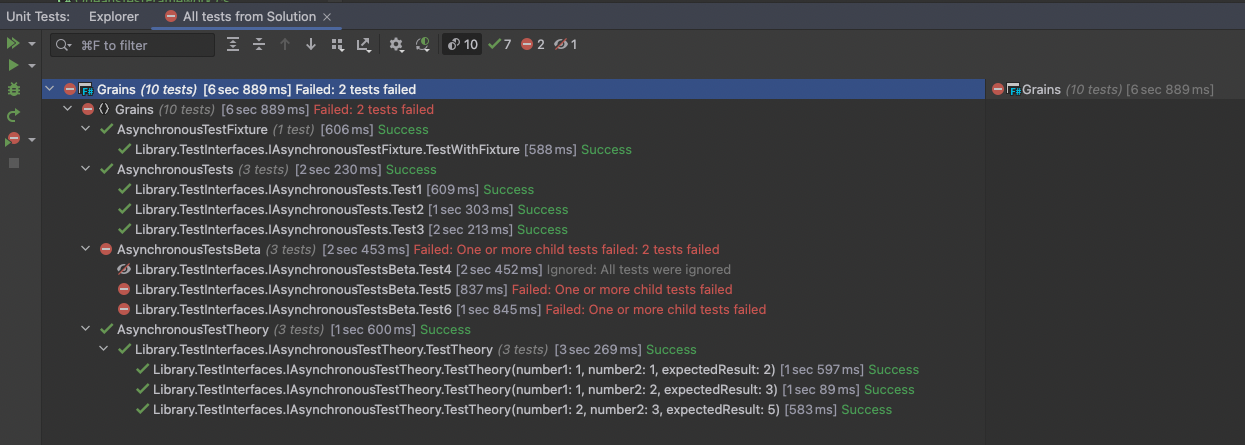 Unit Tests: Explorer All tests from Solution ×
⌘F to filter 10 7 2 1
F# Grains (10 tests) [6 sec 889 ms] Failed: 2 tests failed
F# Grains (10 tests) [6 sec 889 ms]
Grains (10 tests) [6 sec 889 ms] Failed: 2 tests failed
AsynchronousTestFixture (1 test) [606 ms] Success
Library.TestInterfaces.IAsynchronousTestFixture.TestWithFixture [588 ms] Success
AsynchronousTests (3 tests) [2 sec 230 ms] Success
Library.TestInterfaces.IAsynchronousTests.Test1 [609 ms] Success
Library.TestInterfaces.IAsynchronousTests.Test2 [1 sec 303 ms] Success
Library.TestInterfaces.IAsynchronousTests.Test3 [2 sec 213 ms] Success
AsynchronousTestsBeta (3 tests) [2 sec 453 ms] Failed: One or more child tests failed: 2 tests failed
Library.TestInterfaces.IAsynchronousTestsBeta.Test4 [2 sec 452 ms] Ignored: All tests were ignored
Library.TestInterfaces.IAsynchronousTestsBeta.Test5 [837 ms] Failed: One or more child tests failed
Library.TestInterfaces.IAsynchronousTestsBeta.Test6 [1 sec 845 ms] Failed: One or more child tests failed
AsynchronousTestTheory (3 tests) [1 sec 600 ms] Success
Library.TestInterfaces.IAsynchronousTestTheory.TestTheory (3 tests) [3 sec 269 ms] Success
Library.TestInterfaces.IAsynchronousTestTheory.TestTheory(number1: 1, number2: 1, expectedResult: 2) [1 sec 597 ms] Success
Library.TestInterfaces.IAsynchronousTestTheory.TestTheory(number1: 1, number2: 2, expectedResult: 3) [1 sec 89 ms] Success
Library.TestInterfaces.IAsynchronousTestTheory.TestTheory(number1: 2, number2: 3, expectedResult: 5) [583 ms] Success